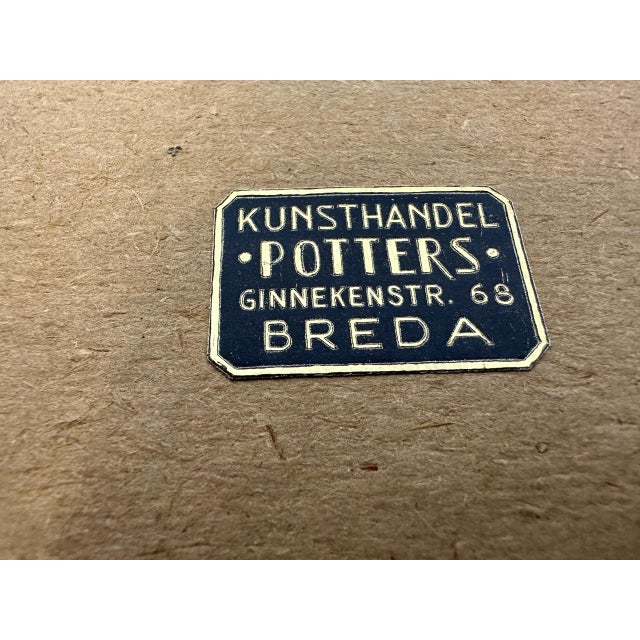 KUNSTHANDEL
• POTTERS •
GINNEKENSTR. 68
BREDA